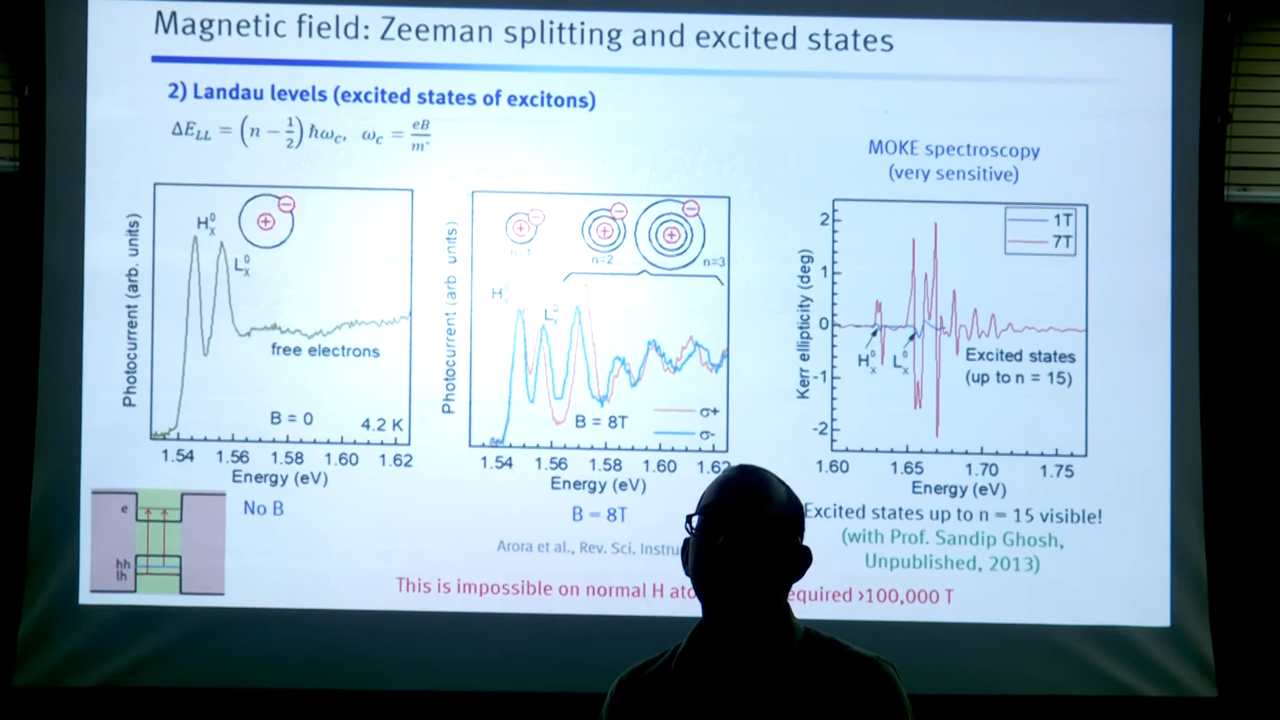 Magnetic field: Zeeman splitting and excited states
2) Landau levels (excited states of excitons)
ΔE_LL = (n − 1/2) ħω_c, ω_c = eB/m*
MOKE spectroscopy
(very sensitive)
Photocurrent (arb. units)
H_X^0
L_X^0
free electrons
B = 0
4.2 K
1.54 1.56 1.58 1.60 1.62
Energy (eV)
No B
e
hh
lh
Photocurrent (arb units)
n=1
n=2
n=3
H
L_X^0
B = 8T
σ+
σ-
1.54 1.56 1.58 1.60 1.62
Energy (eV)
B = 8T
Arora et al., Rev. Sci. Instru
Kerr ellipticity (deg)
2
1
0
-1
-2
1T
7T
H_X^0
L_X^0
Excited states
(up to n = 15)
1.60 1.65 1.70 1.75
Energy (eV)
Excited states up to n = 15 visible!
(with Prof. Sandip Ghosh,
Unpublished, 2013)
This is impossible on normal H equired >100,000 T